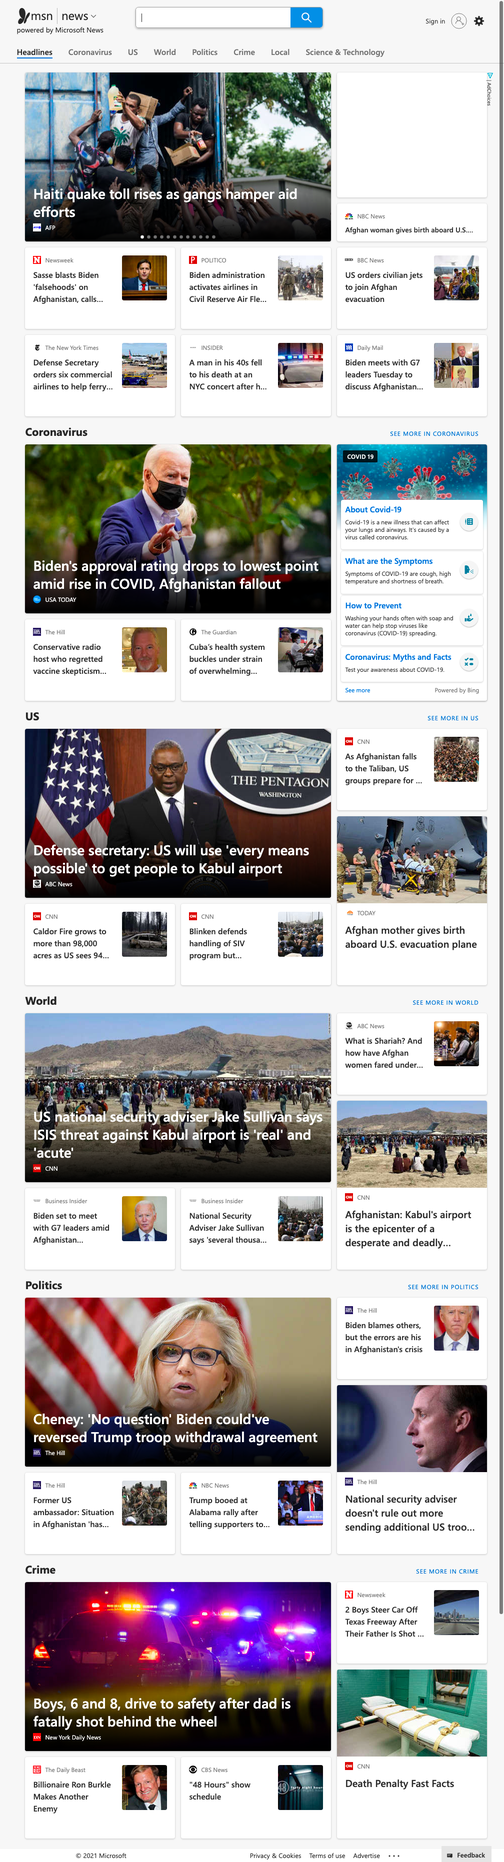 msn | news
powered by Microsoft News
Sign in
Headlines Coronavirus US World Politics Crime Local Science & Technology
Haiti quake toll rises as gangs hamper aid
efforts
AFP
AdChoices
NBC News
Afghan woman gives birth aboard U.S....
Newsweek
Sasse blasts Biden
'falsehoods' on
Afghanistan, calls...
POLITICO
Biden administration
activates airlines in
Civil Reserve Air Fle...
BBC News
US orders civilian jets
to join Afghan
evacuation
The New York Times
Defense Secretary
orders six commercial
airlines to help ferry...
INSIDER
A man in his 40s fell
to his death at an
NYC concert after h...
Daily Mail
Biden meets with G7
leaders Tuesday to
discuss Afghanistan...
Coronavirus
SEE MORE IN CORONAVIRUS
Biden's approval rating drops to lowest point
amid rise in COVID, Afghanistan fallout
USA TODAY
COVID 19
About Covid-19
Covid-19 is a new illness that can affect
your lungs and airways. It's caused by a
virus called coronavirus.
What are the Symptoms
Symptoms of COVID-19 are cough, high
temperature and shortness of breath.
How to Prevent
Washing your hands often with soap and
water can help stop viruses like
coronavirus (COVID-19) spreading.
Coronavirus: Myths and Facts
Test your awareness about COVID-19.
See more
Powered by Bing
The Hill
Conservative radio
host who regretted
vaccine skepticism...
The Guardian
Cuba's health system
buckles under strain
of overwhelming...
US
SEE MORE IN US
THE PENTAGON
WASHINGTON
Defense secretary: US will use 'every means
possible' to get people to Kabul airport
ABC News
CNN
As Afghanistan falls
to the Taliban, US
groups prepare for ...
TODAY
Afghan mother gives birth
aboard U.S. evacuation plane
CNN
Caldor Fire grows to
more than 98,000
acres as US sees 94...
CNN
Blinken defends
handling of SIV
program but...
World
SEE MORE IN WORLD
US national security adviser Jake Sullivan says
ISIS threat against Kabul airport is 'real' and
'acute'
CNN
ABC News
What is Shariah? And
how have Afghan
women fared under...
CNN
Afghanistan: Kabul's airport
is the epicenter of a
desperate and deadly...
Business Insider
Biden set to meet
with G7 leaders amid
Afghanistan...
Business Insider
National Security
Adviser Jake Sullivan
says 'several thousa...
Politics
SEE MORE IN POLITICS
Cheney: 'No question' Biden could've
reversed Trump troop withdrawal agreement
The Hill
The Hill
Biden blames others,
but the errors are his
in Afghanistan's crisis
The Hill
National security adviser
doesn't rule out more
sending additional US troo...
The Hill
Former US
ambassador: Situation
in Afghanistan 'has...
NBC News
Trump booed at
Alabama rally after
telling supporters to...
Crime
SEE MORE IN CRIME
Boys, 6 and 8, drive to safety after dad is
fatally shot behind the wheel
New York Daily News
Newsweek
2 Boys Steer Car Off
Texas Freeway After
Their Father Is Shot ...
CNN
Death Penalty Fast Facts
The Daily Beast
Billionaire Ron Burkle
Makes Another
Enemy
CBS News
"48 Hours" show
schedule
© 2021 Microsoft
Privacy & Cookies Terms of use Advertise ...
Feedback